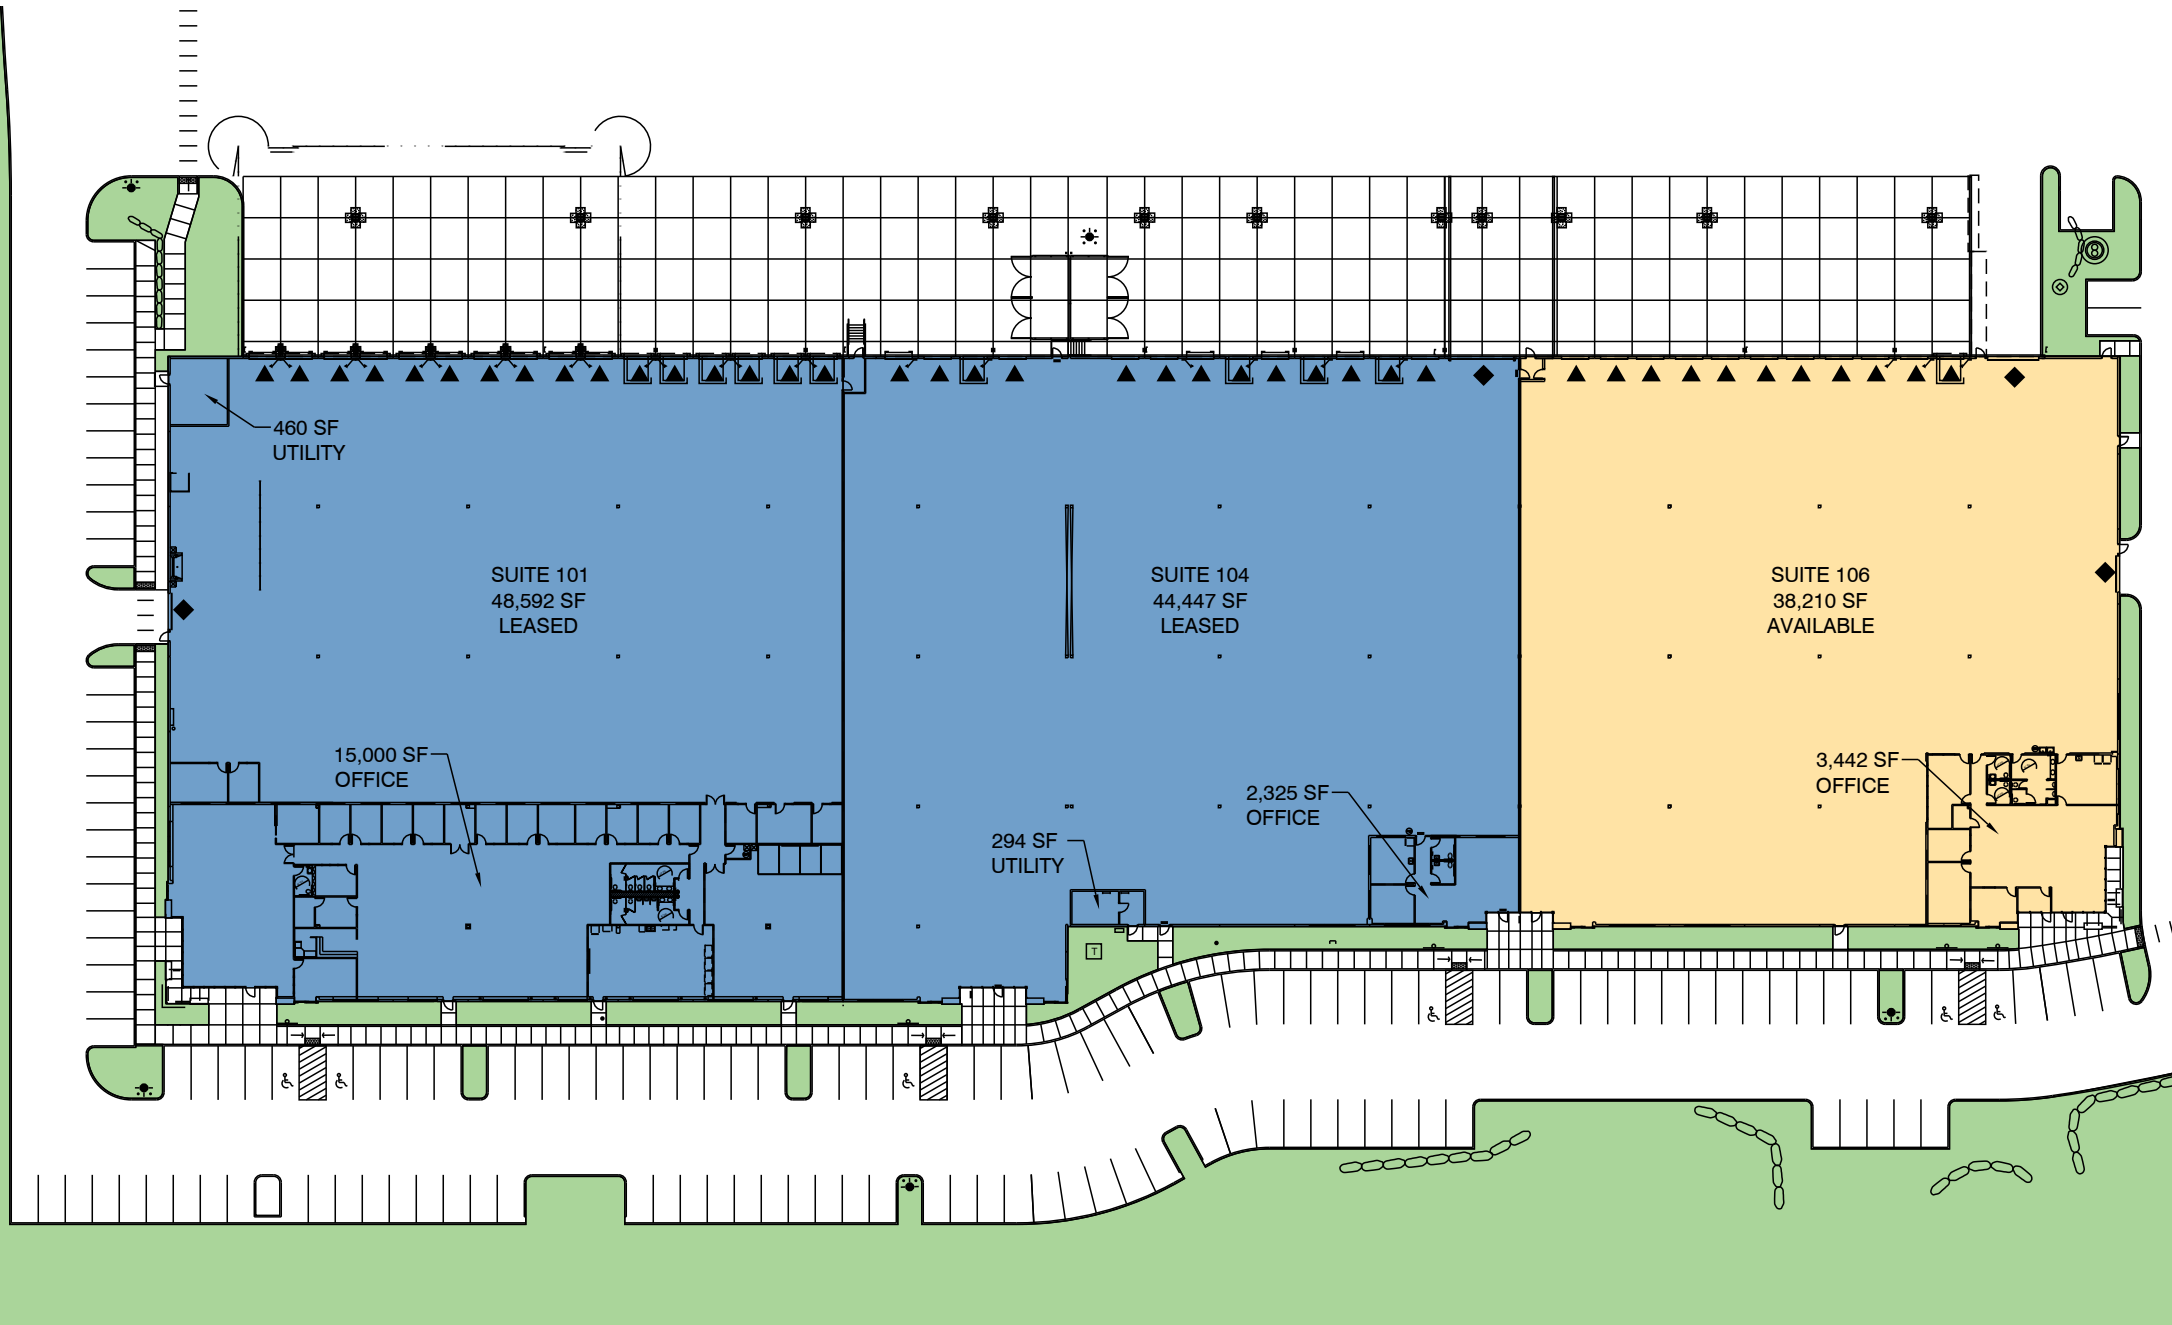 460 SF
UTILITY
SUITE 101
48,592 SF
LEASED
SUITE 104
44,447 SF
LEASED
SUITE 106
38,210 SF
AVAILABLE
15,000 SF
OFFICE
3,442 SF
OFFICE
2,325 SF
OFFICE
294 SF
UTILITY
T